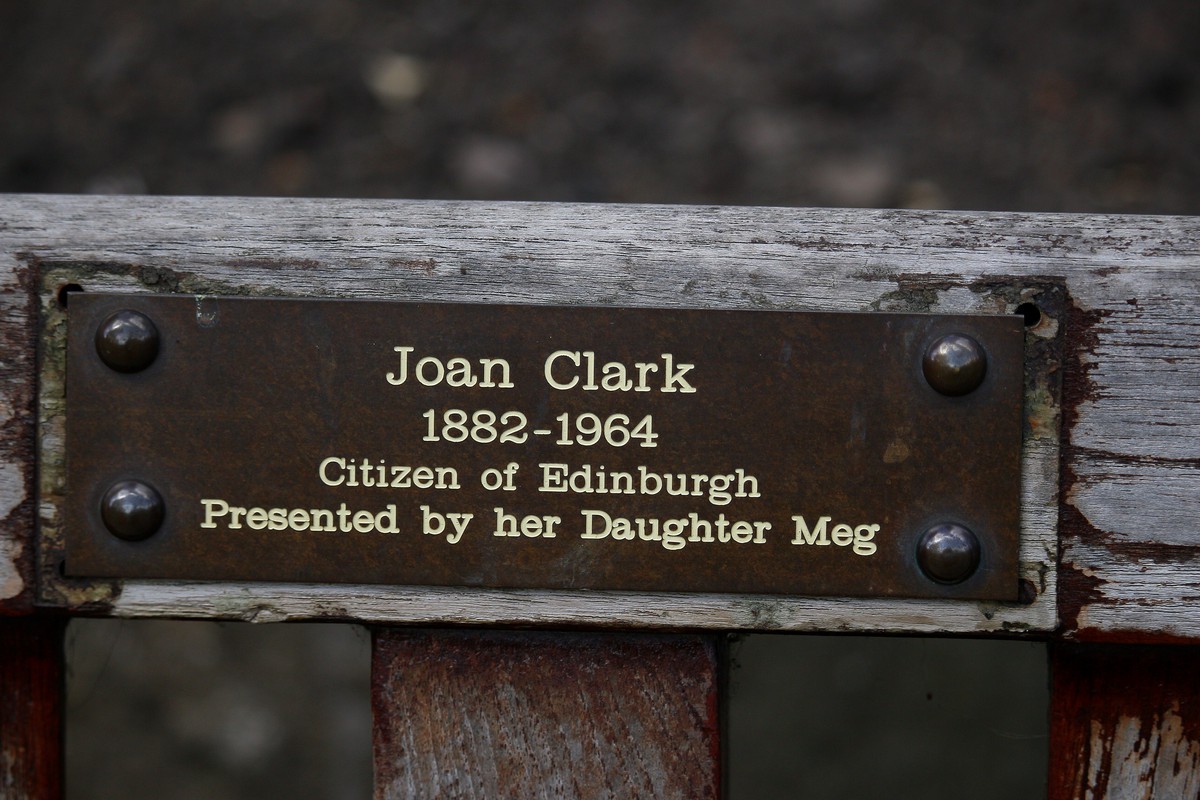 Joan Clark
1882-1964
Citizen of Edinburgh
Presented by her Daughter Meg